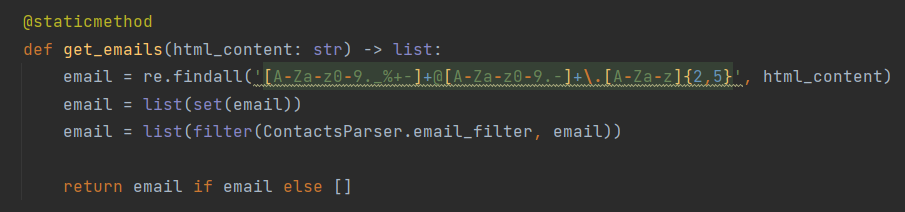 @staticmethod
def get_emails(html_content: str) -> list:
    email = re.findall('[A-Za-z0-9._%+-]+@[A-Za-z0-9.-]+\.[A-Za-z]{2,5}', html_content)
    email = list(set(email))
    email = list(filter(ContactsParser.email_filter, email))
    return email if email else []